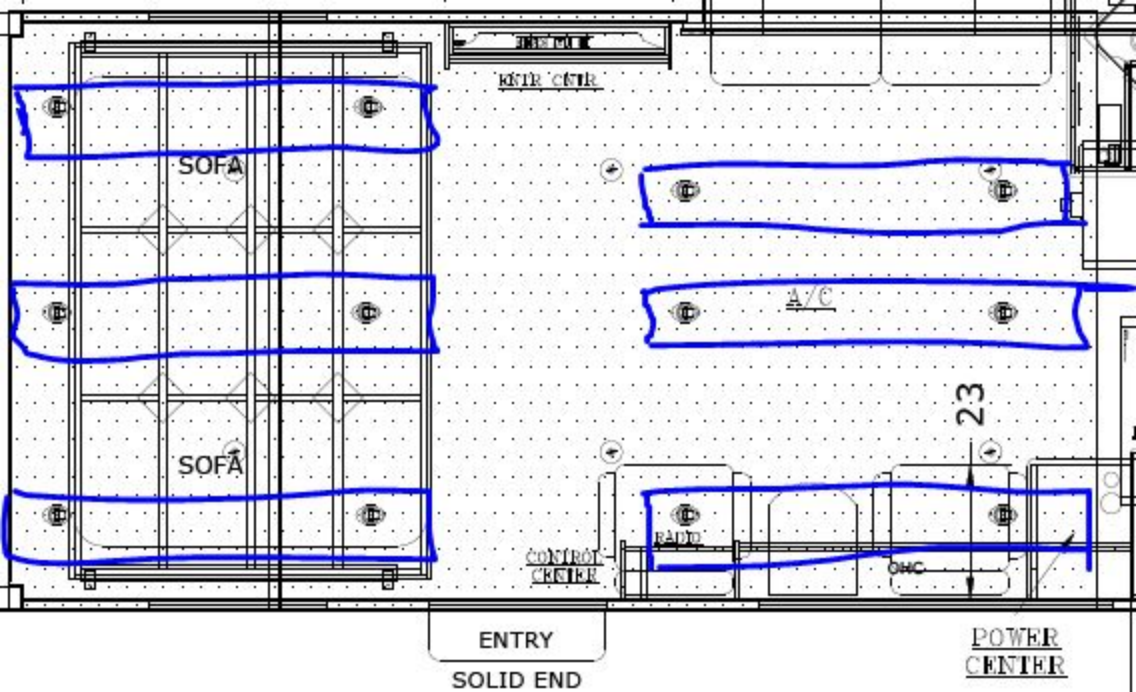 ENTR CNTR
SOFA
A/C
23
SOFA
RADIO
CONTROL
CENTER
OHC
ENTRY
POWER
CENTER
SOLID END